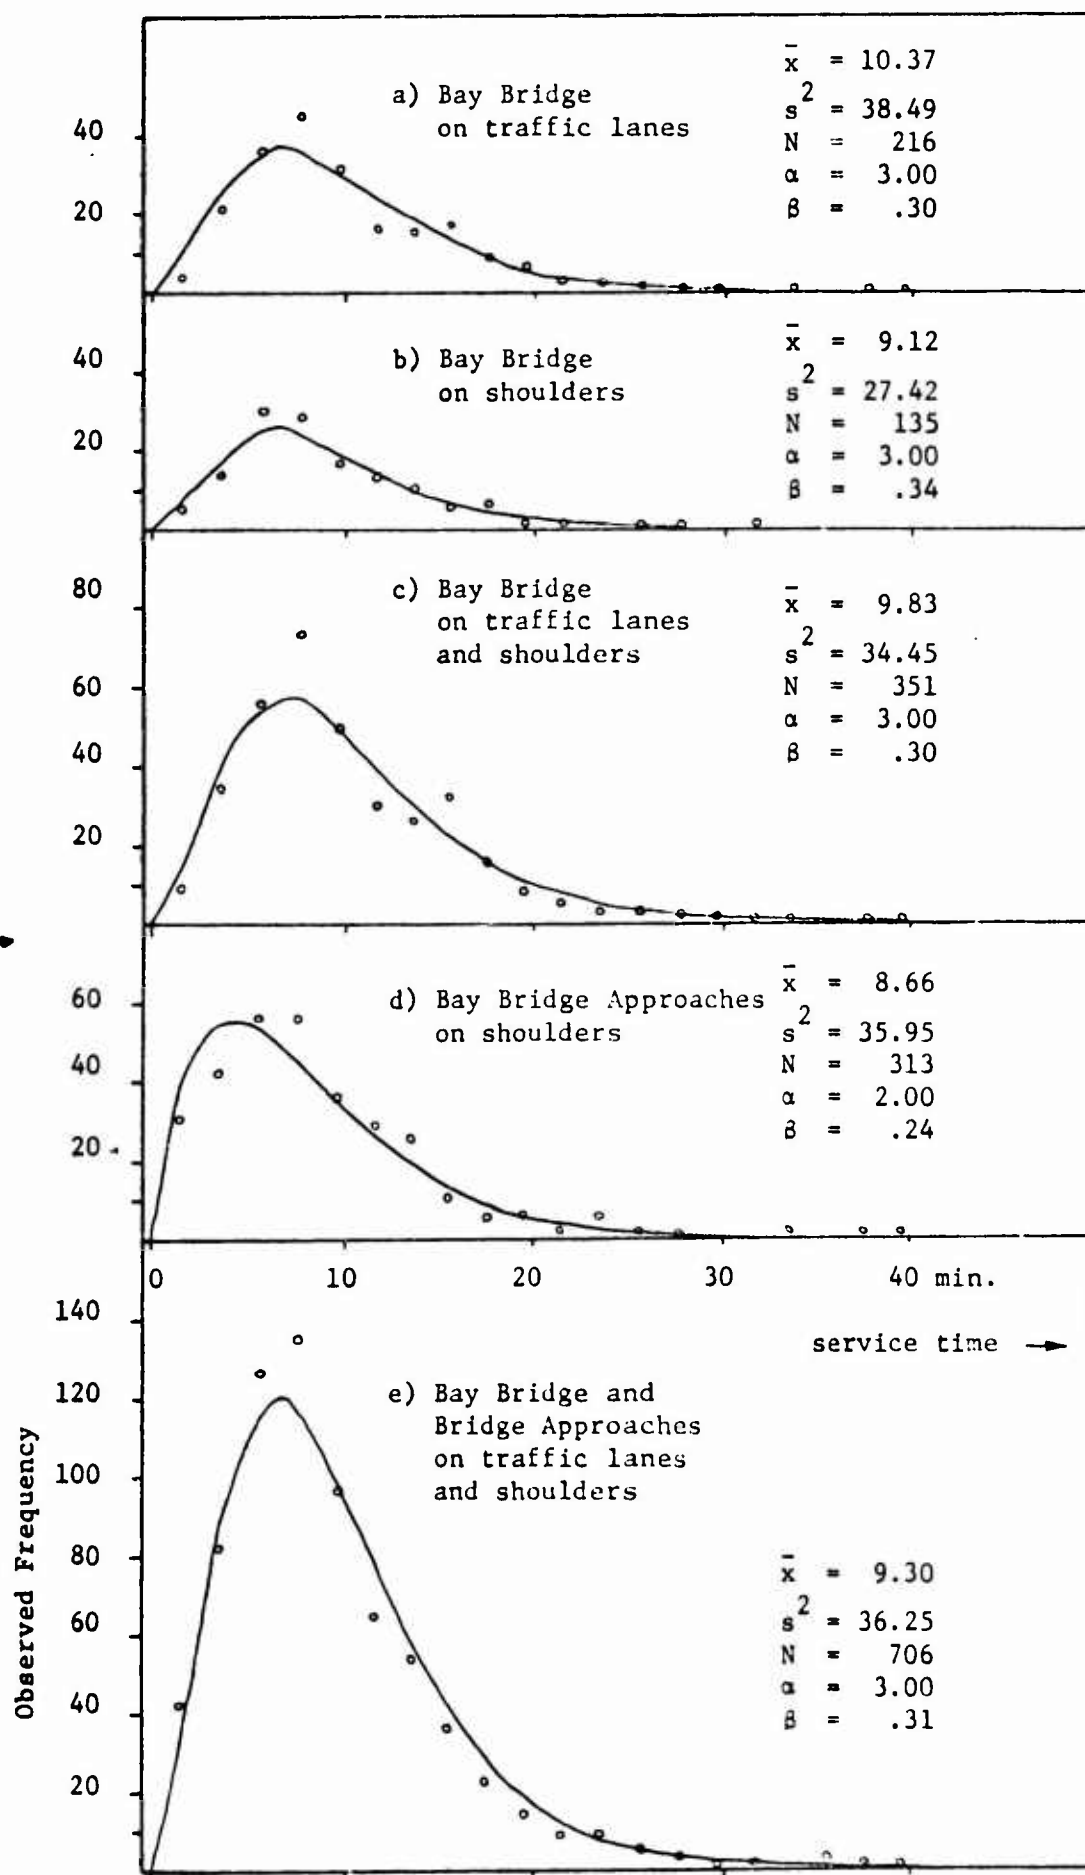 a) Bay Bridge
on traffic lanes
x̄ = 10.37
s² = 38.49
N = 216
α = 3.00
β = .30
40
20
b) Bay Bridge
on shoulders
x̄ = 9.12
s² = 27.42
N = 135
α = 3.00
β = .34
40
20
c) Bay Bridge
on traffic lanes
and shoulders
x̄ = 9.83
s² = 34.45
N = 351
α = 3.00
β = .30
80
60
40
20
d) Bay Bridge Approaches
on shoulders
x̄ = 8.66
s² = 35.95
N = 313
α = 2.00
β = .24
60
40
20
0 10 20 30 40 min.
service time →
e) Bay Bridge and
Bridge Approaches
on traffic lanes
and shoulders
x̄ = 9.30
s² = 36.25
N = 706
α = 3.00
β = .31
140
120
100
80
60
40
20
Observed Frequency